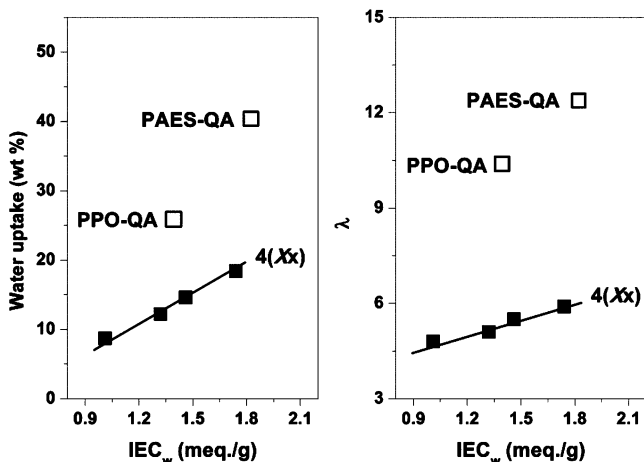 50
40
30
20
10
0
Water uptake (wt %)
PAES-QA
PPO-QA
4(Xx)
0.9 1.2 1.5 1.8 2.1
IECw (meq./g)
15
12
9
6
3
λ
PAES-QA
PPO-QA
4(Xx)
0.9 1.2 1.5 1.8 2.1
IECw (meq./g)